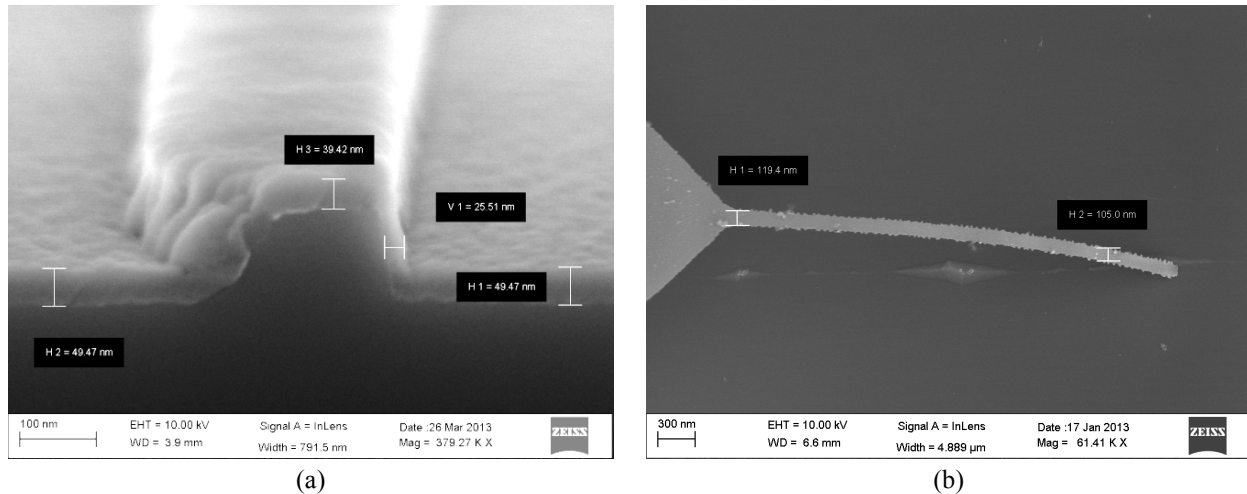 H 3 = 39.42 nm
V 1 = 25.51 nm
H 1 = 49.47 nm
H 2 = 49.47 nm
100 nm
EHT = 10.00 kV
Signal A = InLens
Date :26 Mar 2013
WD = 3.9 mm
Width = 791.5 nm
Mag = 379.27 K X
ZEISS
(a)
H 1 = 119.4 nm
H 2 = 105.0 nm
300 nm
EHT = 10.00 kV
Signal A = InLens
Date :17 Jan 2013
WD = 6.6 mm
Width = 4.889 µm
Mag = 61.41 K X
ZEISS
(b)